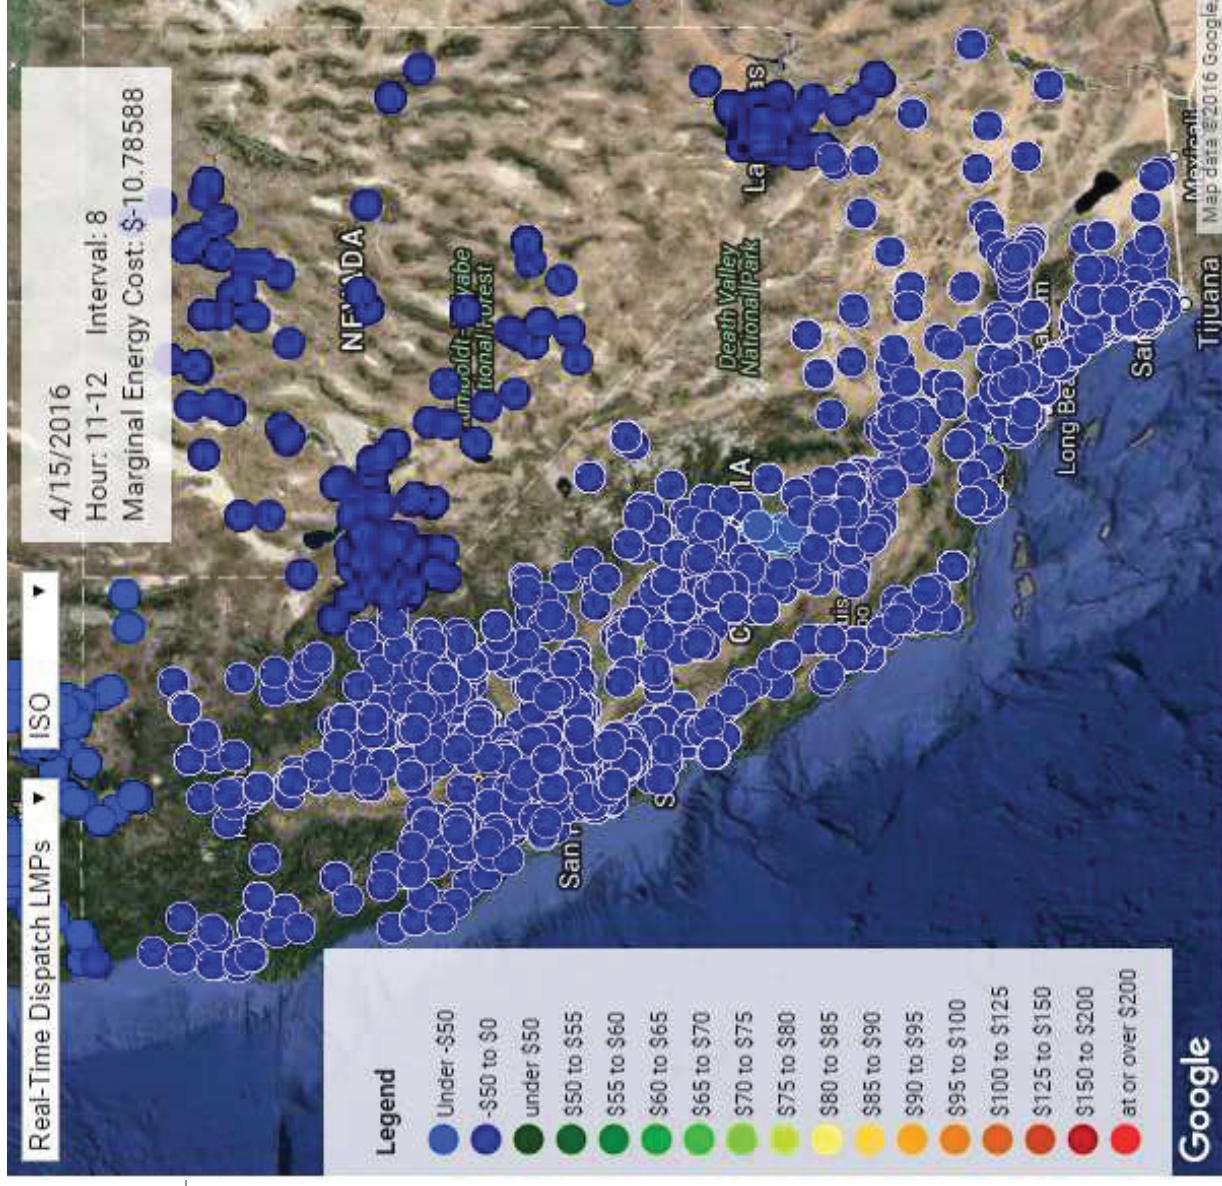 Real-Time Dispatch LMPs ▼ ISO ▼
4/15/2016
Hour: 11-12 Interval: 8
Marginal Energy Cost: $-10.78588
NEVADA
Death Valley
National Park
Long Bea
Tijuana
Mexicali
Legend
Under -$50
-$50 to $0
under $50
$50 to $55
$55 to $60
$60 to $65
$65 to $70
$70 to $75
$75 to $80
$80 to $85
$85 to $90
$90 to $95
$95 to $100
$100 to $125
$125 to $150
$150 to $200
at or over $200
Google
Map data ©2016 Google,